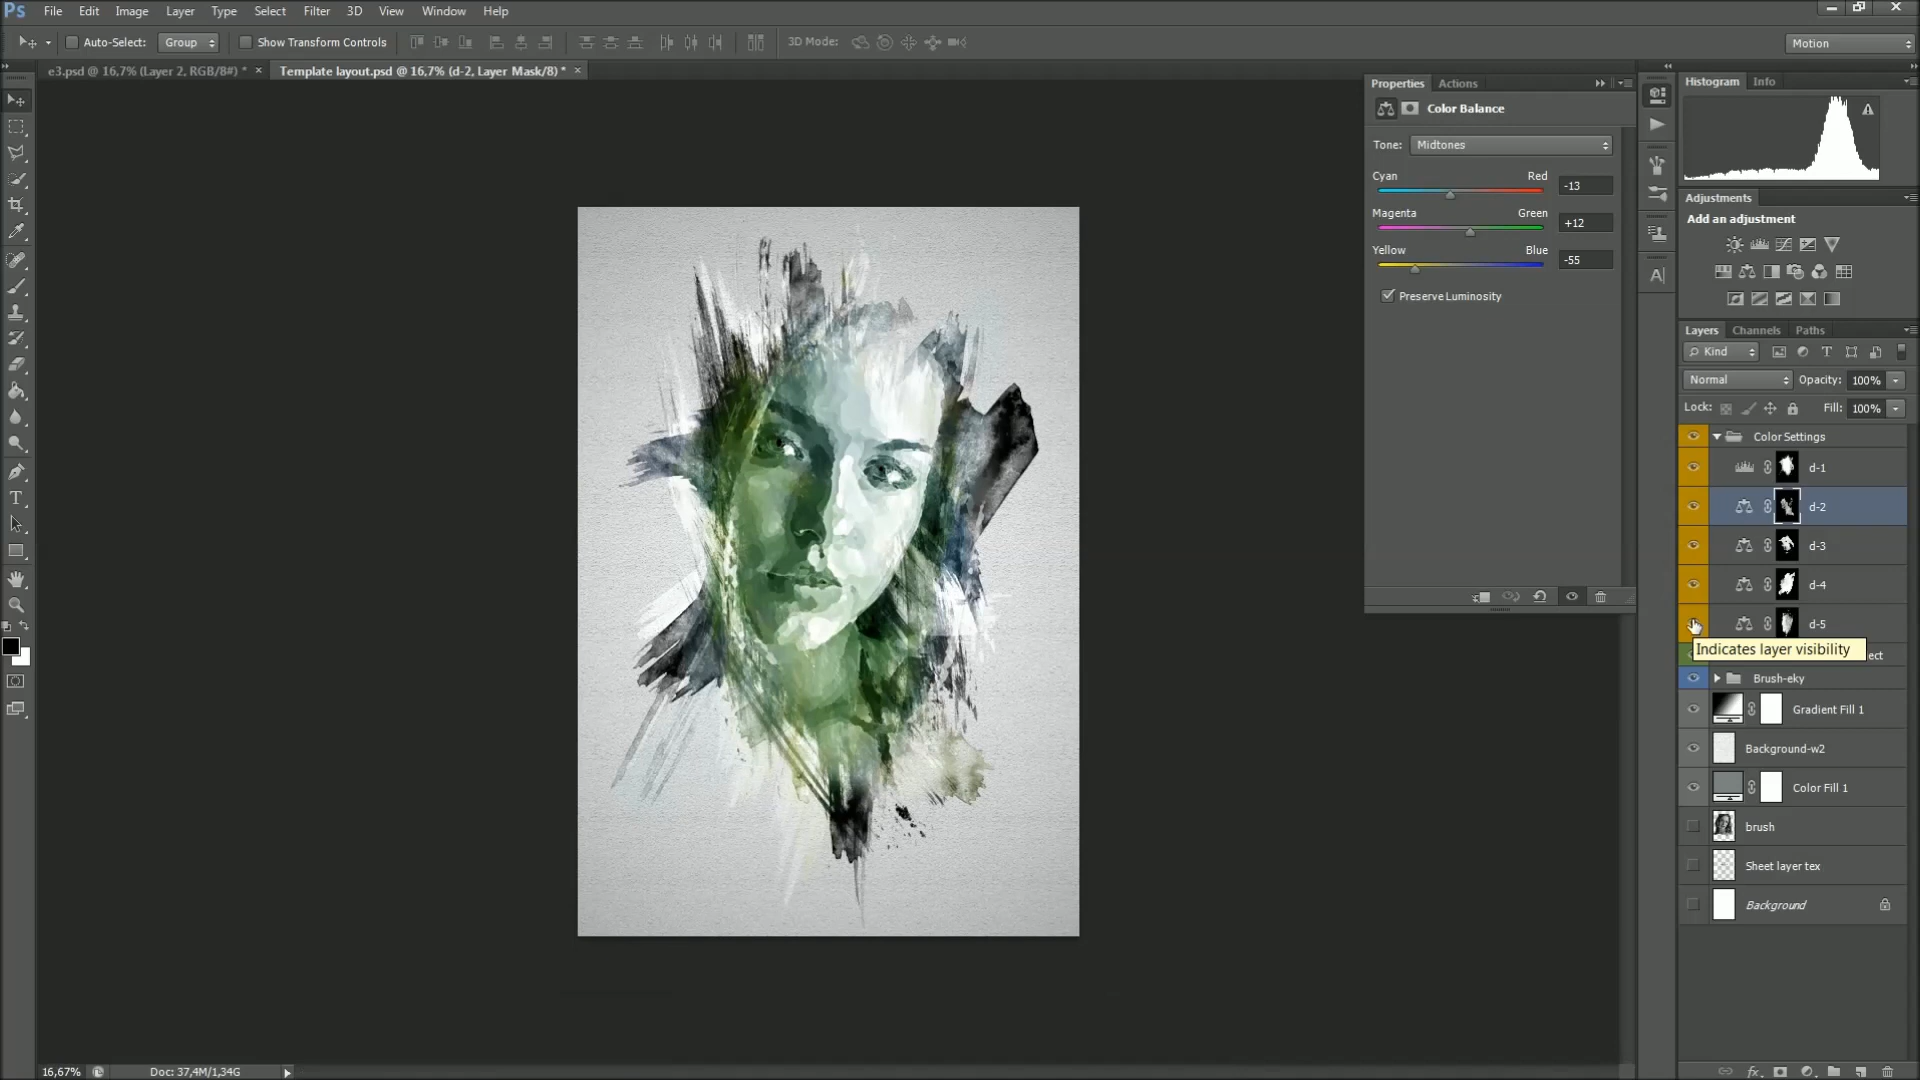 Ps File Edit Image Layer Type Select Filter 3D View Window Help
Auto-Select: Group Show Transform Controls 3D Mode: Motion
e3.psd @ 16,7% (Layer 2, RGB/8#) * × Template layout.psd @ 16,7% (d-2, Layer Mask/8) * ×
Properties Actions
Color Balance
Tone: Midtones
Cyan Red -13
Magenta Green +12
Yellow Blue -55
Preserve Luminosity
Histogram Info
Adjustments
Add an adjustment
Layers Channels Paths
Kind
Normal Opacity: 100%
Lock: Fill: 100%
Color Settings
d-1
d-2
d-3
d-4
d-5
Indicates layer visibility
ect
Brush-eky
Gradient Fill 1
Background-w2
Color Fill 1
brush
Sheet layer tex
Background
16,67% Doc: 37,4M/1,34G